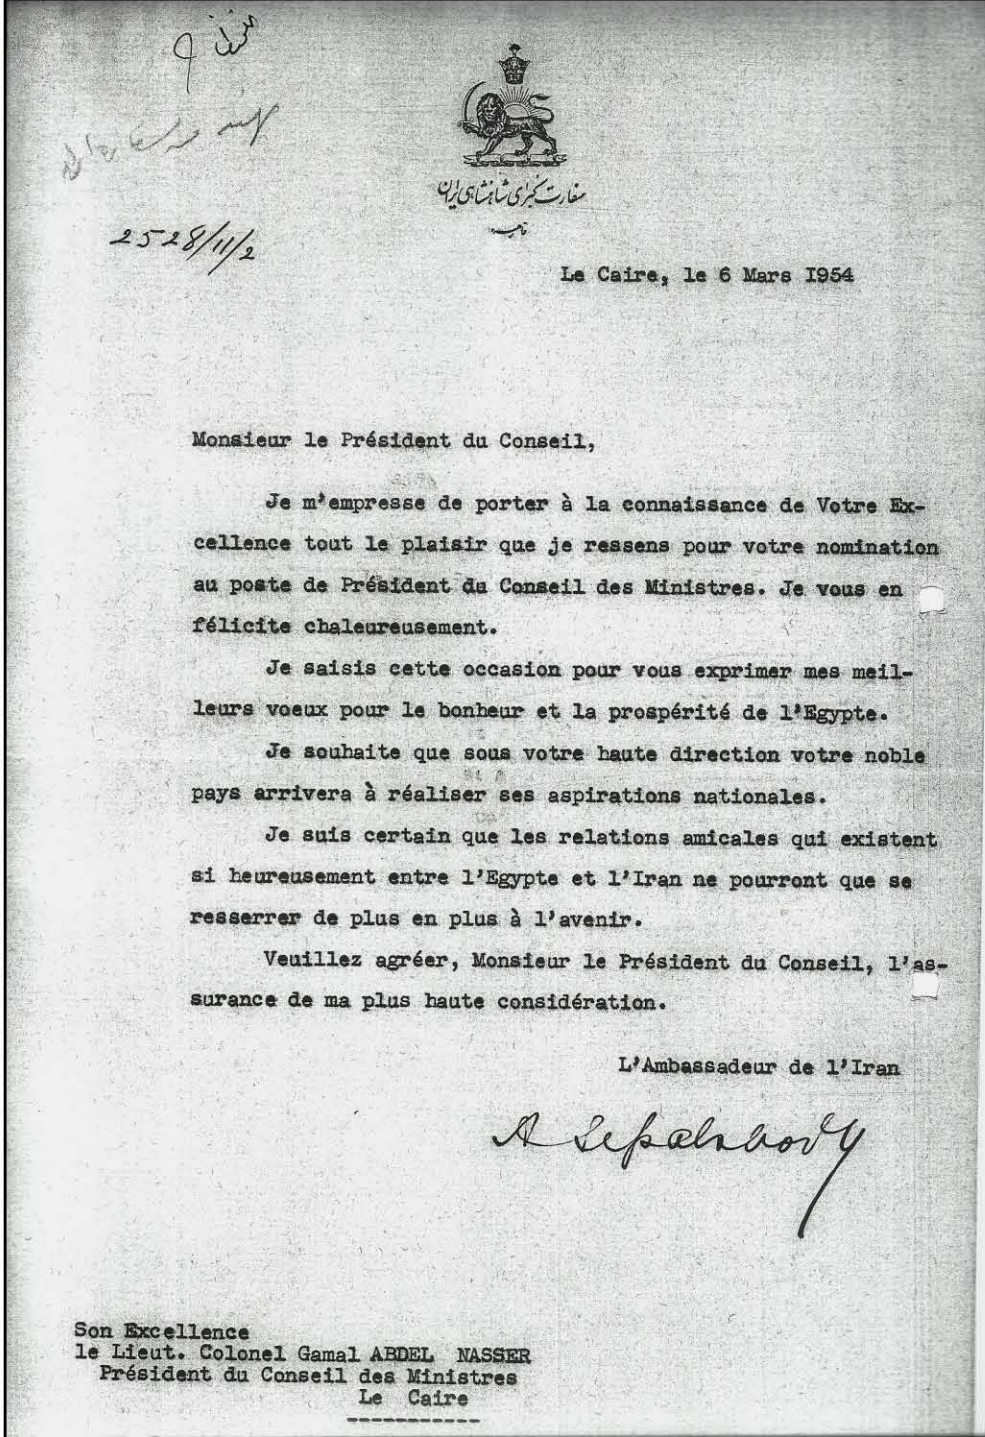 سفارت کبرای شاهنشاهی ایران
قاهره
2528/11/2
Le Caire, le 6 Mars I954
Monsieur le Président du Conseil,
Je m'empresse de porter à la connaissance de Votre Ex-
cellence tout le plaisir que je ressens pour votre nomination
au poste de Président du Conseil des Ministres. Je vous en
félicite chaleureusement.
Je saisis cette occasion pour vous exprimer mes meil-
leurs voeux pour le bonheur et la prospérité de l'Egypte.
Je souhaite que sous votre haute direction votre noble
pays arrivera à réaliser ses aspirations nationales.
Je suis certain que les relations amicales qui existent
si heureusement entre l'Egypte et l'Iran ne pourront que se
resserrer de plus en plus à l'avenir.
Veuillez agréer, Monsieur le Président du Conseil, l'as-
surance de ma plus haute considération.
L'Ambassadeur de l'Iran
A Sepahbody
Son Excellence
le Lieut. Colonel Gamal ABDEL NASSER
Président du Conseil des Ministres
Le Caire
-----------